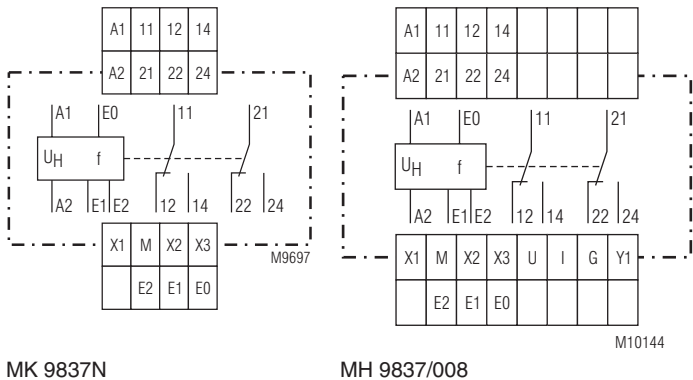 A1 11 12 14
A2 21 22 24
A1 E0 11 21
UH f
A2 E1 E2 12 14 22 24
X1 M X2 X3
E2 E1 E0
M9697
MK 9837N
A1 11 12 14
A2 21 22 24
A1 E0 11 21
UH f
A2 E1 E2 12 14 22 24
X1 M X2 X3 U I G Y1
E2 E1 E0
M10144
MH 9837/008